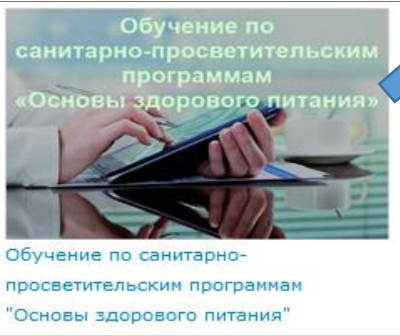 Обучение по
санитарно-просветительским
программам
«Основы здорового питания»
Обучение по санитарно-
просветительским программам
"Основы здорового питания"